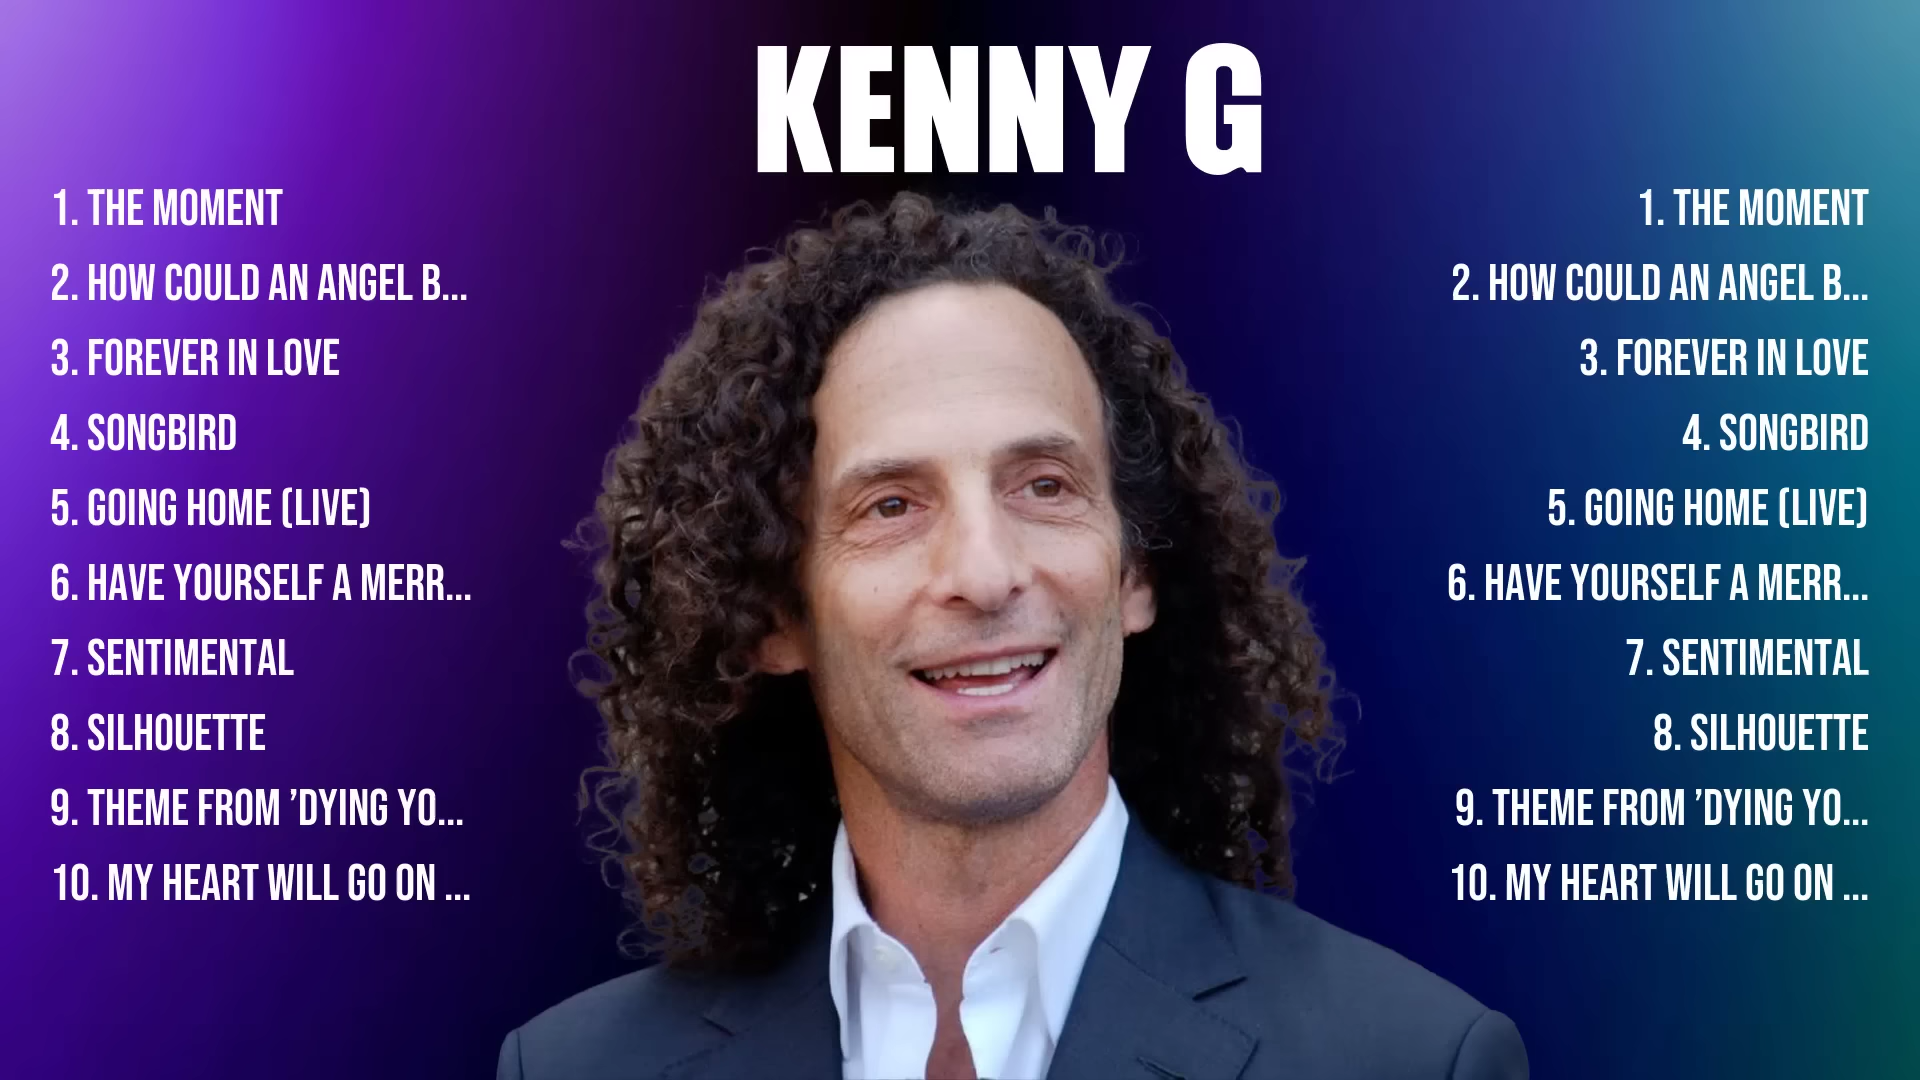 KENNY G
1. THE MOMENT
2. HOW COULD AN ANGEL B...
3. FOREVER IN LOVE
4. SONGBIRD
5. GOING HOME (LIVE)
6. HAVE YOURSELF A MERR...
7. SENTIMENTAL
8. SILHOUETTE
9. THEME FROM ’DYING YO...
10. MY HEART WILL GO ON ...
1. THE MOMENT
2. HOW COULD AN ANGEL B...
3. FOREVER IN LOVE
4. SONGBIRD
5. GOING HOME (LIVE)
6. HAVE YOURSELF A MERR...
7. SENTIMENTAL
8. SILHOUETTE
9. THEME FROM ’DYING YO...
10. MY HEART WILL GO ON ...